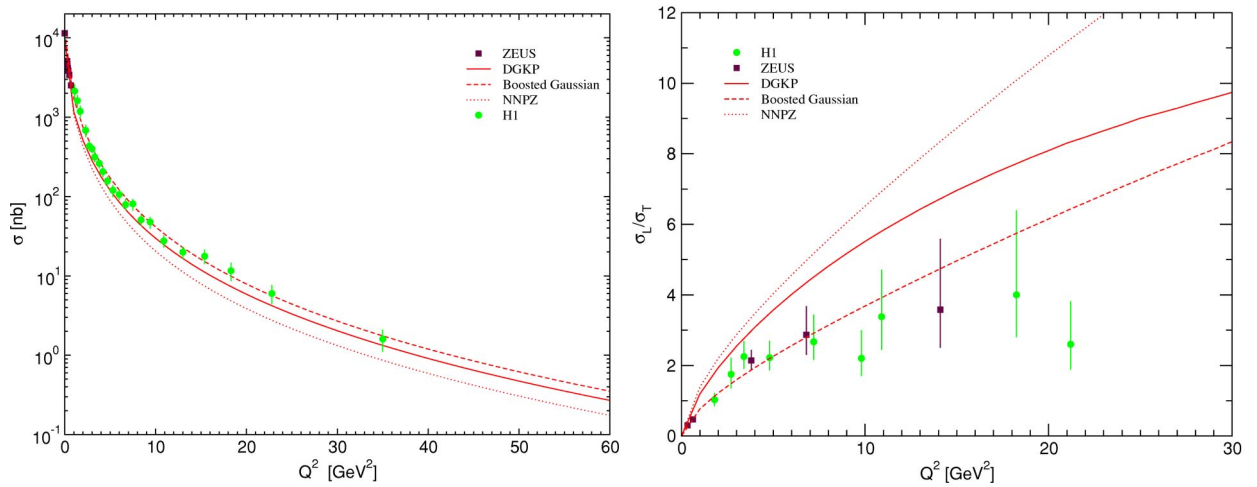 10^4
10^3
10^2
10^1
10^0
10^-1
σ [nb]
ZEUS
DGKP
Boosted Gaussian
NNPZ
H1
0 10 20 30 40 50 60
Q^2 [GeV^2]
12
10
8
6
4
2
0
σ_L/σ_T
H1
ZEUS
DGKP
Boosted Gaussian
NNPZ
0 10 20 30
Q^2 [GeV^2]